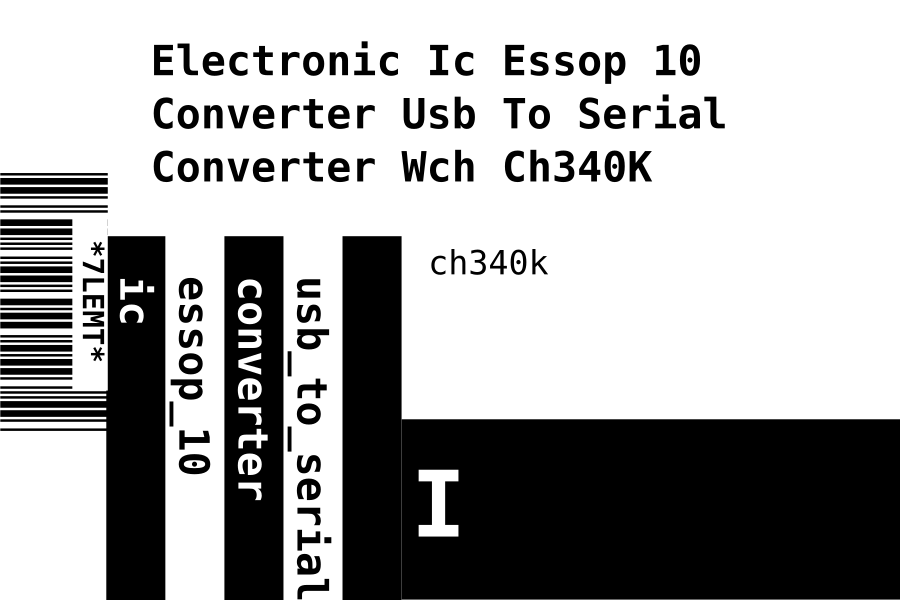 Electronic Ic Essop 10
Converter Usb To Serial
Converter Wch Ch340K
*7LEMT*
ic
essop_10
converter
usb_to_serial
ch340k
I